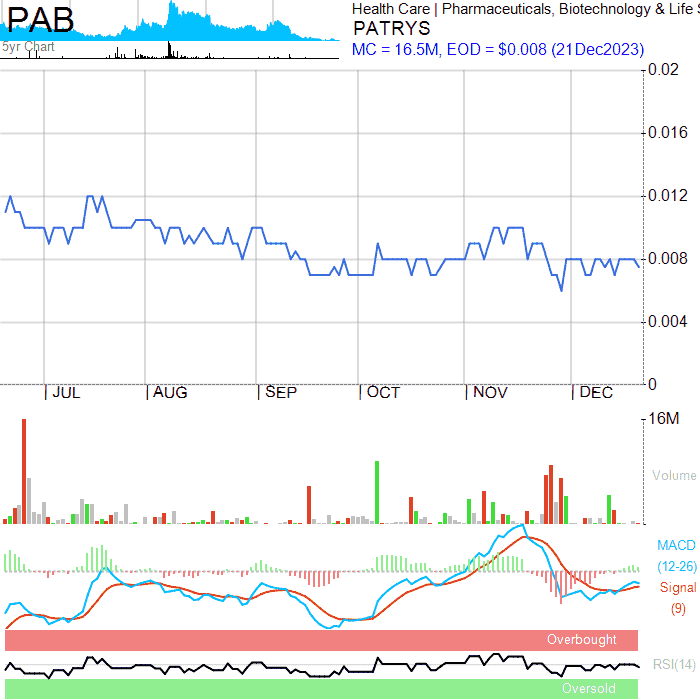 PAB
5yr Chart
Health Care | Pharmaceuticals, Biotechnology & Life S
PATRYS
MC = 16.5M, EOD = $0.008 (21Dec2023)
0.02
0.016
0.012
0.008
0.004
0
JUL
AUG
SEP
OCT
NOV
DEC
16M
Volume
MACD
(12-26)
Signal
(9)
Overbought
RSI(14)
Oversold